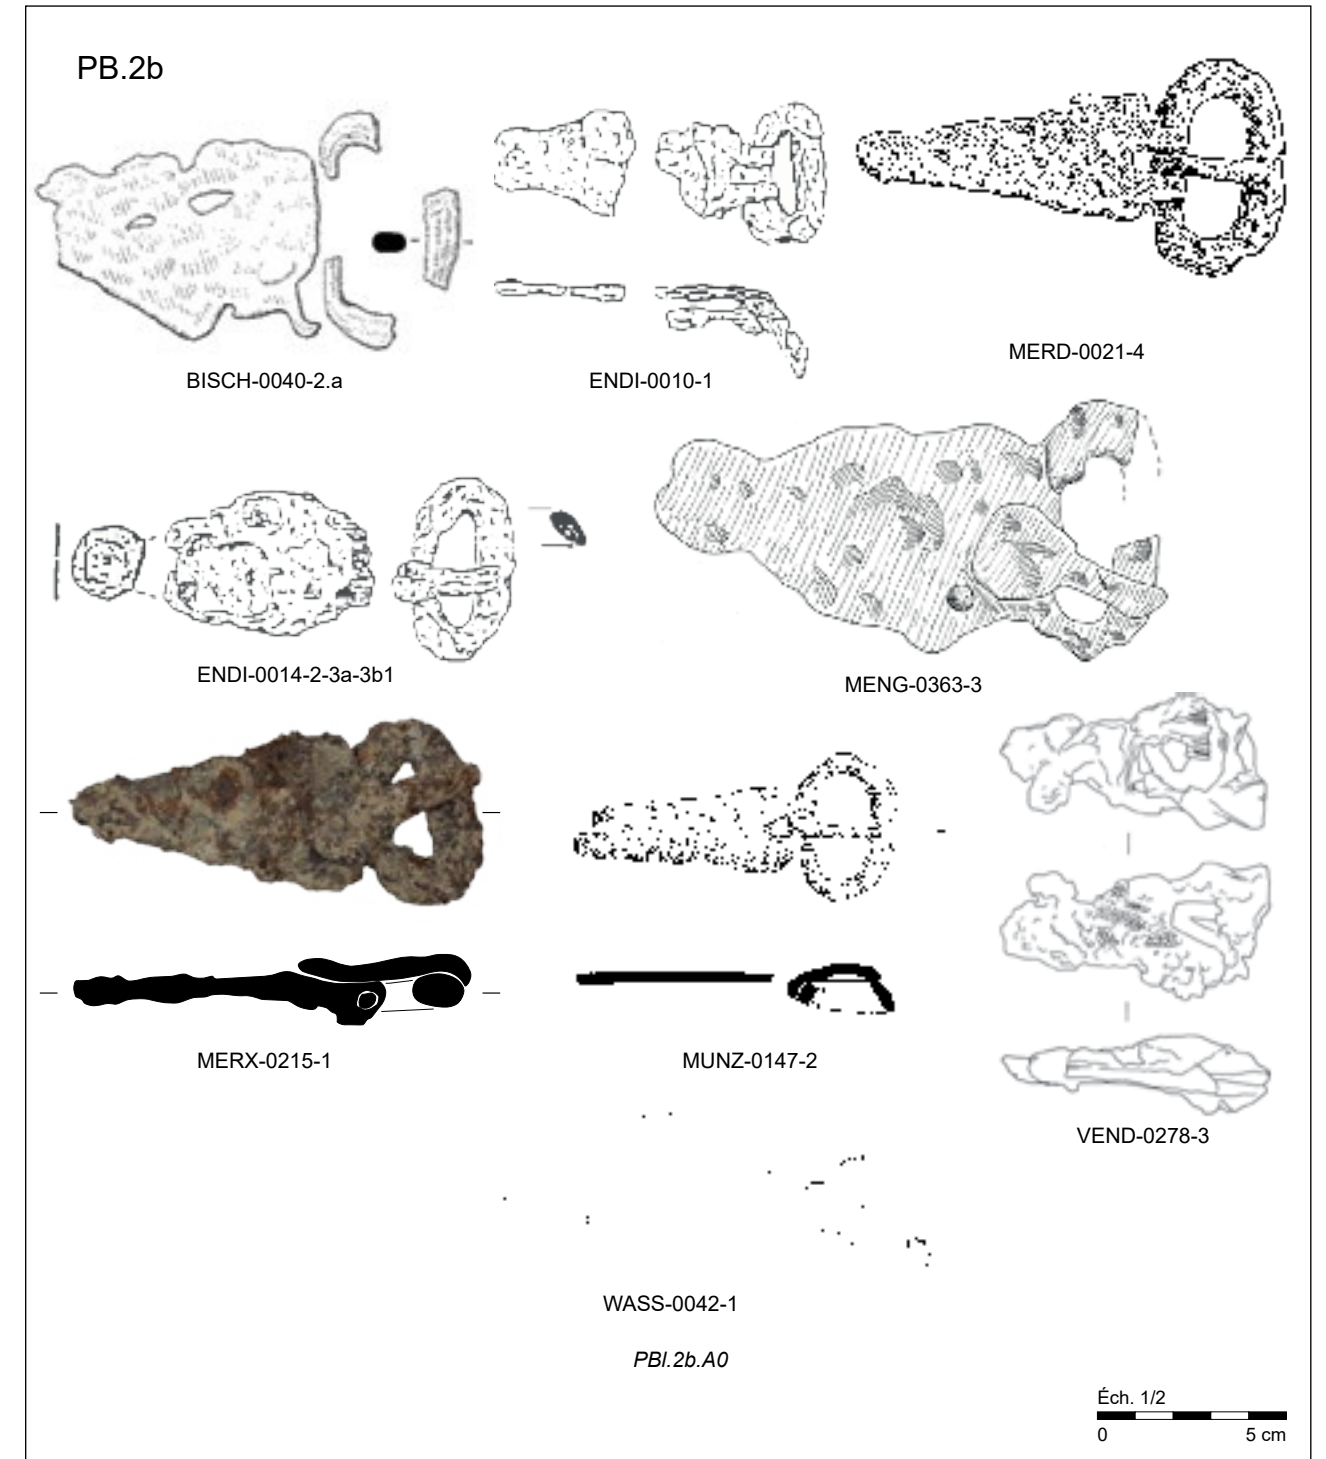 PB.2b
BISCH-0040-2.a
ENDI-0010-1
MERD-0021-4
ENDI-0014-2-3a-3b1
MENG-0363-3
MERX-0215-1
MUNZ-0147-2
VEND-0278-3
WASS-0042-1
PBI.2b.A0
Éch. 1/2
0 5 cm